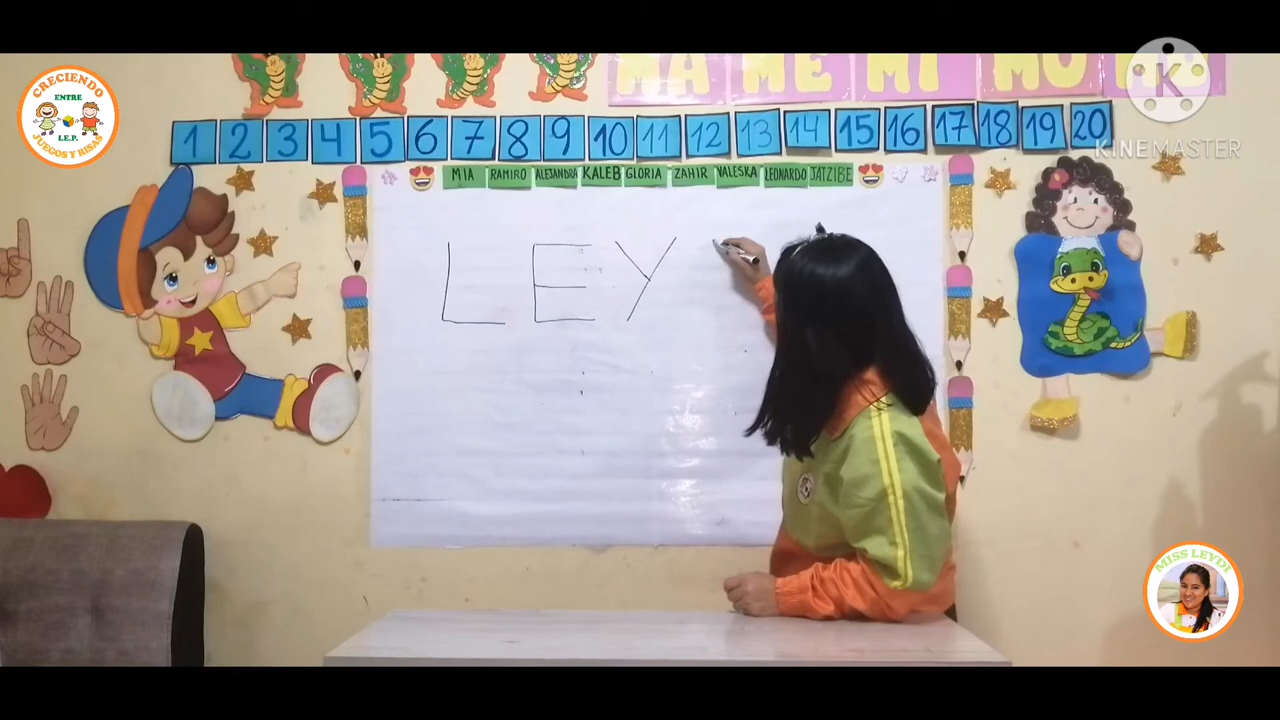 MA ME MI MO
CRECIENDO
ENTRE
I.E.P.
JUEGOS Y RISAS
K
KINEMASTER
1 2 3 4 5 6 7 8 9 10 11 12 13 14 15 16 17 18 19 20
MIA RAMIRO ALEJANDRA KALEB GLORIA ZAHIR VALESKA LEONARDO JATZIBE
LEY
MISS LEYDI